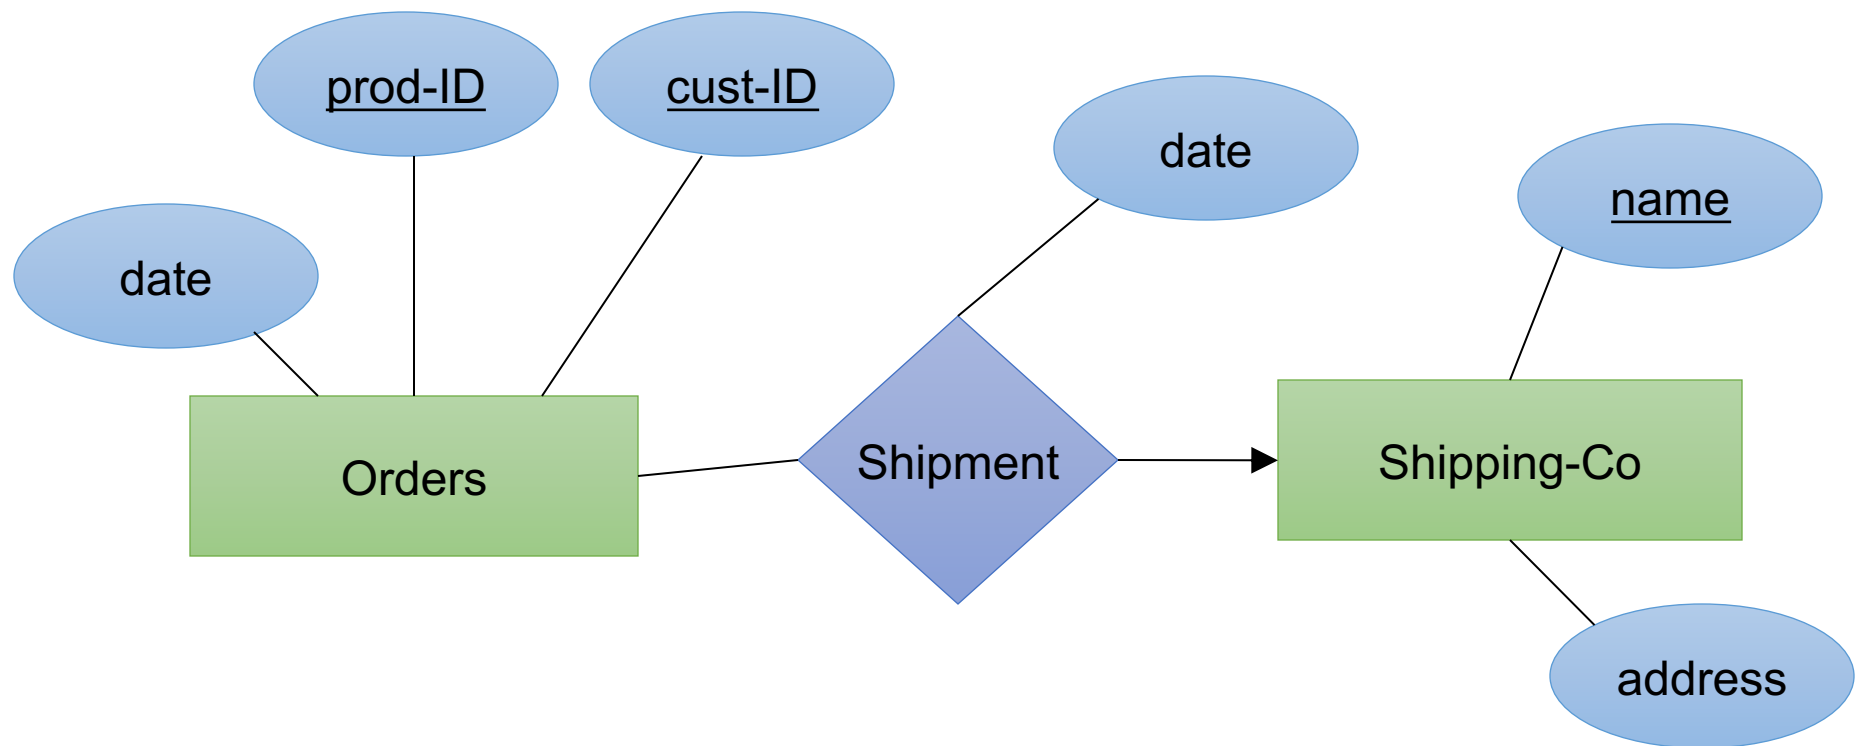 prod-ID
cust-ID
date
name
date
Orders
Shipment
Shipping-Co
address